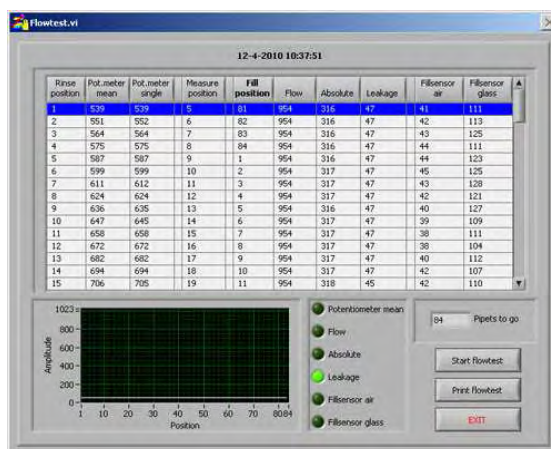 Flowtest.vi
12-4-2010 10:37:51
Rinse position Pot.meter mean Pot.meter single Measure position Fill position Flow Absolute Leakage Fillsensor air Fillsensor glass
1 539 539 5 81 954 316 47 41 111
2 551 552 6 82 954 316 47 42 113
3 564 564 7 83 954 316 47 43 125
4 575 575 8 84 954 316 47 44 111
5 587 587 9 1 954 316 47 44 123
6 599 599 10 2 954 317 47 45 125
7 611 612 11 3 954 317 47 43 128
8 624 624 12 4 954 317 47 42 121
9 636 635 13 5 954 316 47 40 127
10 647 645 14 6 954 317 47 39 109
11 658 658 15 7 954 317 47 38 111
12 672 672 16 8 954 317 47 38 104
13 682 682 17 9 954 317 47 40 112
14 694 694 18 10 954 317 47 42 107
15 706 705 19 11 954 318 45 42 110
Amplitude
1023
800
600
400
200
0
1 10 20 30 40 50 60 70 80 84
Position
Potentiometer mean
Flow
Absolute
Leakage
Fillsensor air
Fillsensor glass
84 Pipets to go
Start flowtest
Print flowtest
EXIT